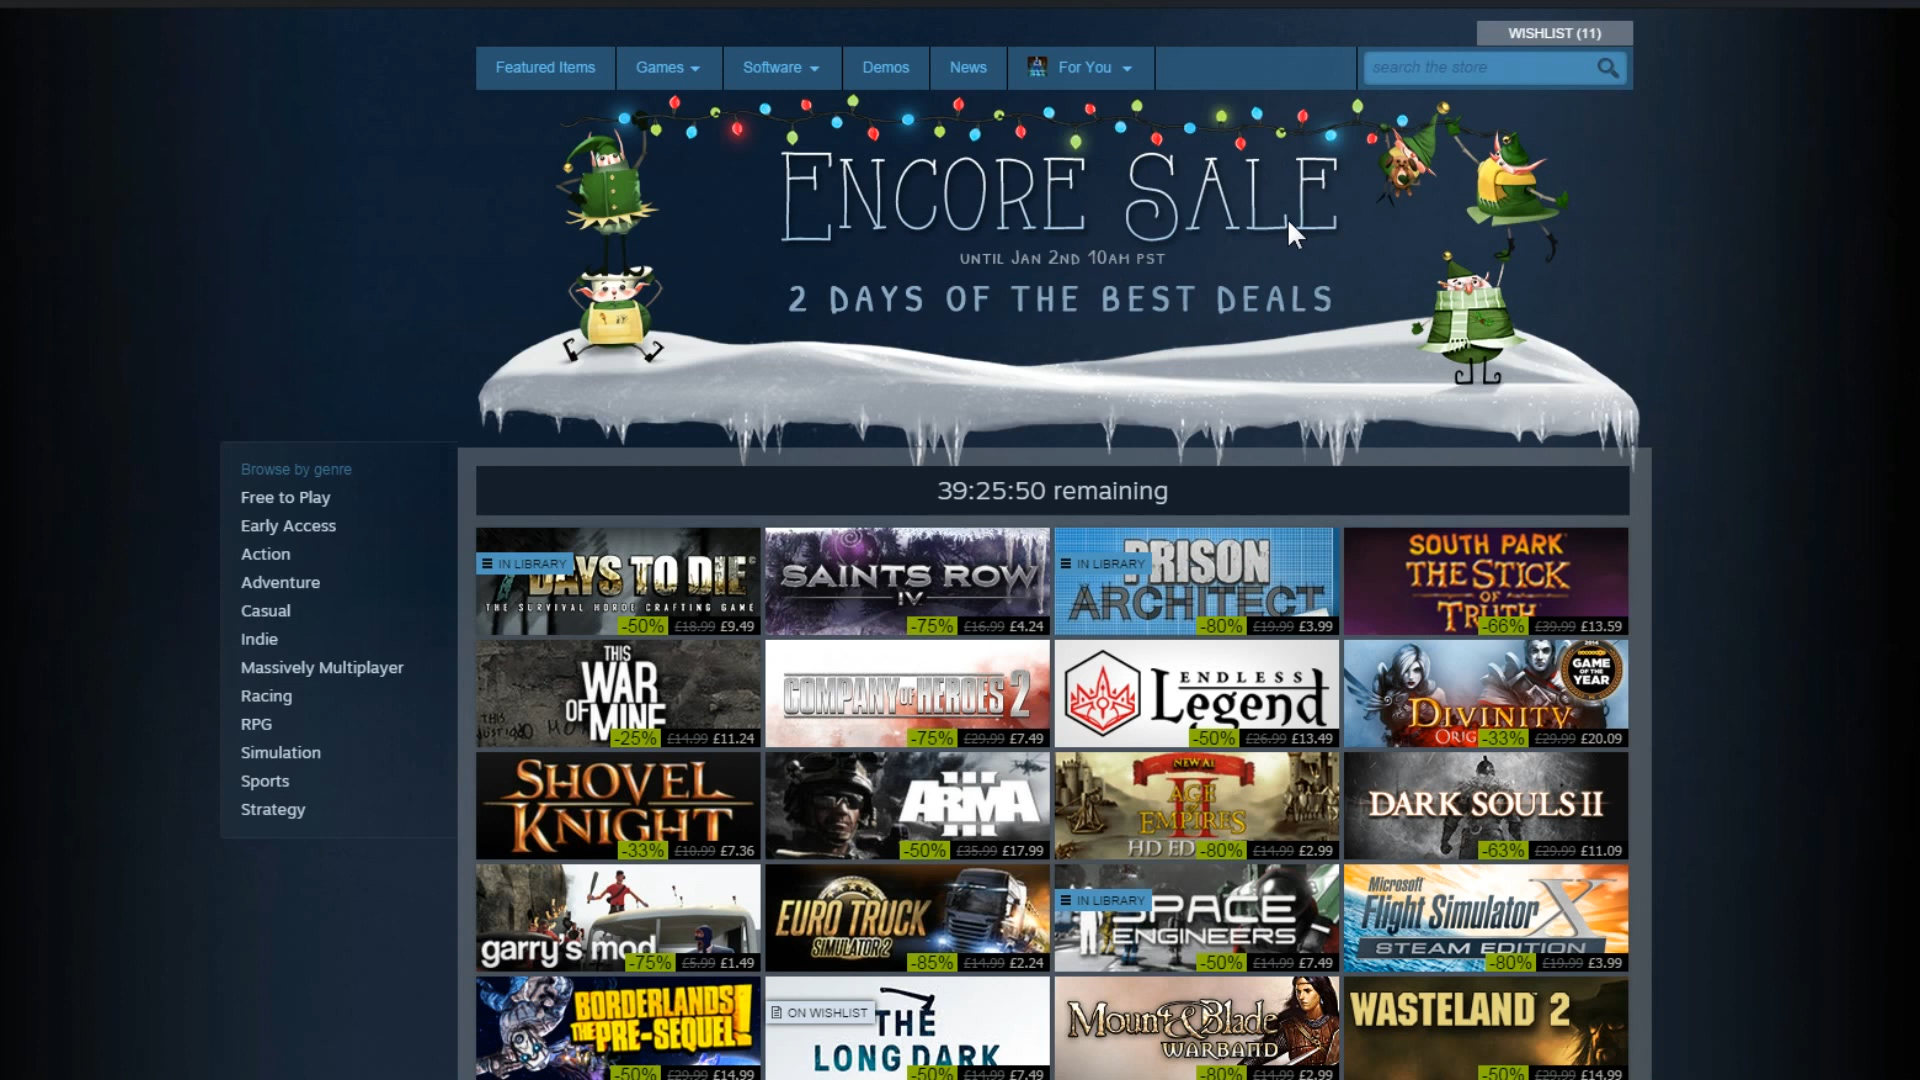 WISHLIST (11)
Featured Items
Games
Software
Demos
News
For You
search the store
ENCORE SALE
UNTIL JAN 2ND 10AM PST
2 DAYS OF THE BEST DEALS
Browse by genre
Free to Play
Early Access
Action
Adventure
Casual
Indie
Massively Multiplayer
Racing
RPG
Simulation
Sports
Strategy
39:25:50 remaining
IN LIBRARY
7 DAYS TO DIE
THE SURVIVAL HORDE CRAFTING GAME
-50% £18.99 £9.49
SAINTS ROW
IV
-75% £16.99 £4.24
IN LIBRARY
PRISON
ARCHITECT
-80% £19.99 £3.99
SOUTH PARK
THE STICK
OF
TRUTH
-66% £39.99 £13.59
THIS
WAR
OF MINE
-25% £14.99 £11.24
COMPANY OF HEROES 2
-75% £29.99 £7.49
ENDLESS
Legend
-50% £26.99 £13.49
2014
GAME
OF THE
YEAR
DIVINITY
ORIG
-33% £29.99 £20.09
SHOVEL
KNIGHT
-33% £10.99 £7.36
ARMA
III
-50% £35.99 £17.99
NEW AI
AGE
OF
EMPIRES
II
HD ED
-80% £14.99 £2.99
DARK SOULS II
-63% £29.99 £11.09
garry's mod
-75% £5.99 £1.49
EURO TRUCK
SIMULATOR 2
-85% £14.99 £2.24
IN LIBRARY
SPACE
ENGINEERS
-50% £14.99 £7.49
Microsoft
Flight Simulator X
STEAM EDITION
-80% £19.99 £3.99
BORDERLANDS
THE PRE-SEQUEL!
-50% £29.99 £14.99
ON WISHLIST
THE
LONG DARK
-50% £14.99 £7.49
Mount & Blade
WARBAND
-80% £14.99 £2.99
WASTELAND 2
-50% £29.99 £14.99